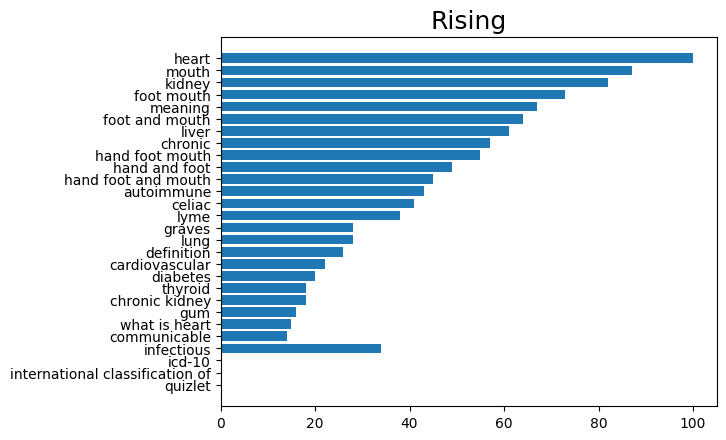 Rising
heart
mouth
kidney
foot mouth
meaning
foot and mouth
liver
chronic
hand foot mouth
hand and foot
hand foot and mouth
autoimmune
celiac
lyme
graves
lung
definition
cardiovascular
diabetes
thyroid
chronic kidney
gum
what is heart
communicable
infectious
icd-10
international classification of
quizlet
0 20 40 60 80 100